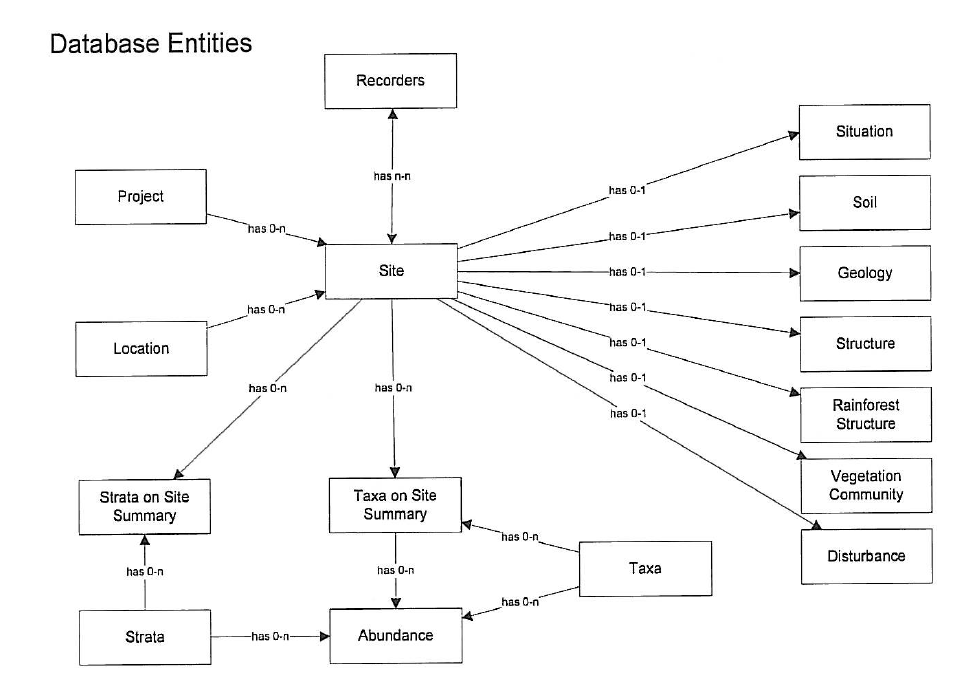 Database Entities
Recorders
has n-n
Project
has 0-n
Site
Location
has 0-n
has 0-1
has 0-1
has 0-1
has 0-1
has 0-1
has 0-1
has 0-1
Situation
Soil
Geology
Structure
Rainforest
Structure
Vegetation
Community
Disturbance
has 0-n
has 0-n
Strata on Site
Summary
Taxa on Site
Summary
has 0-n
has 0-n
has 0-n
Taxa
has 0-n
Strata
has 0-n
Abundance